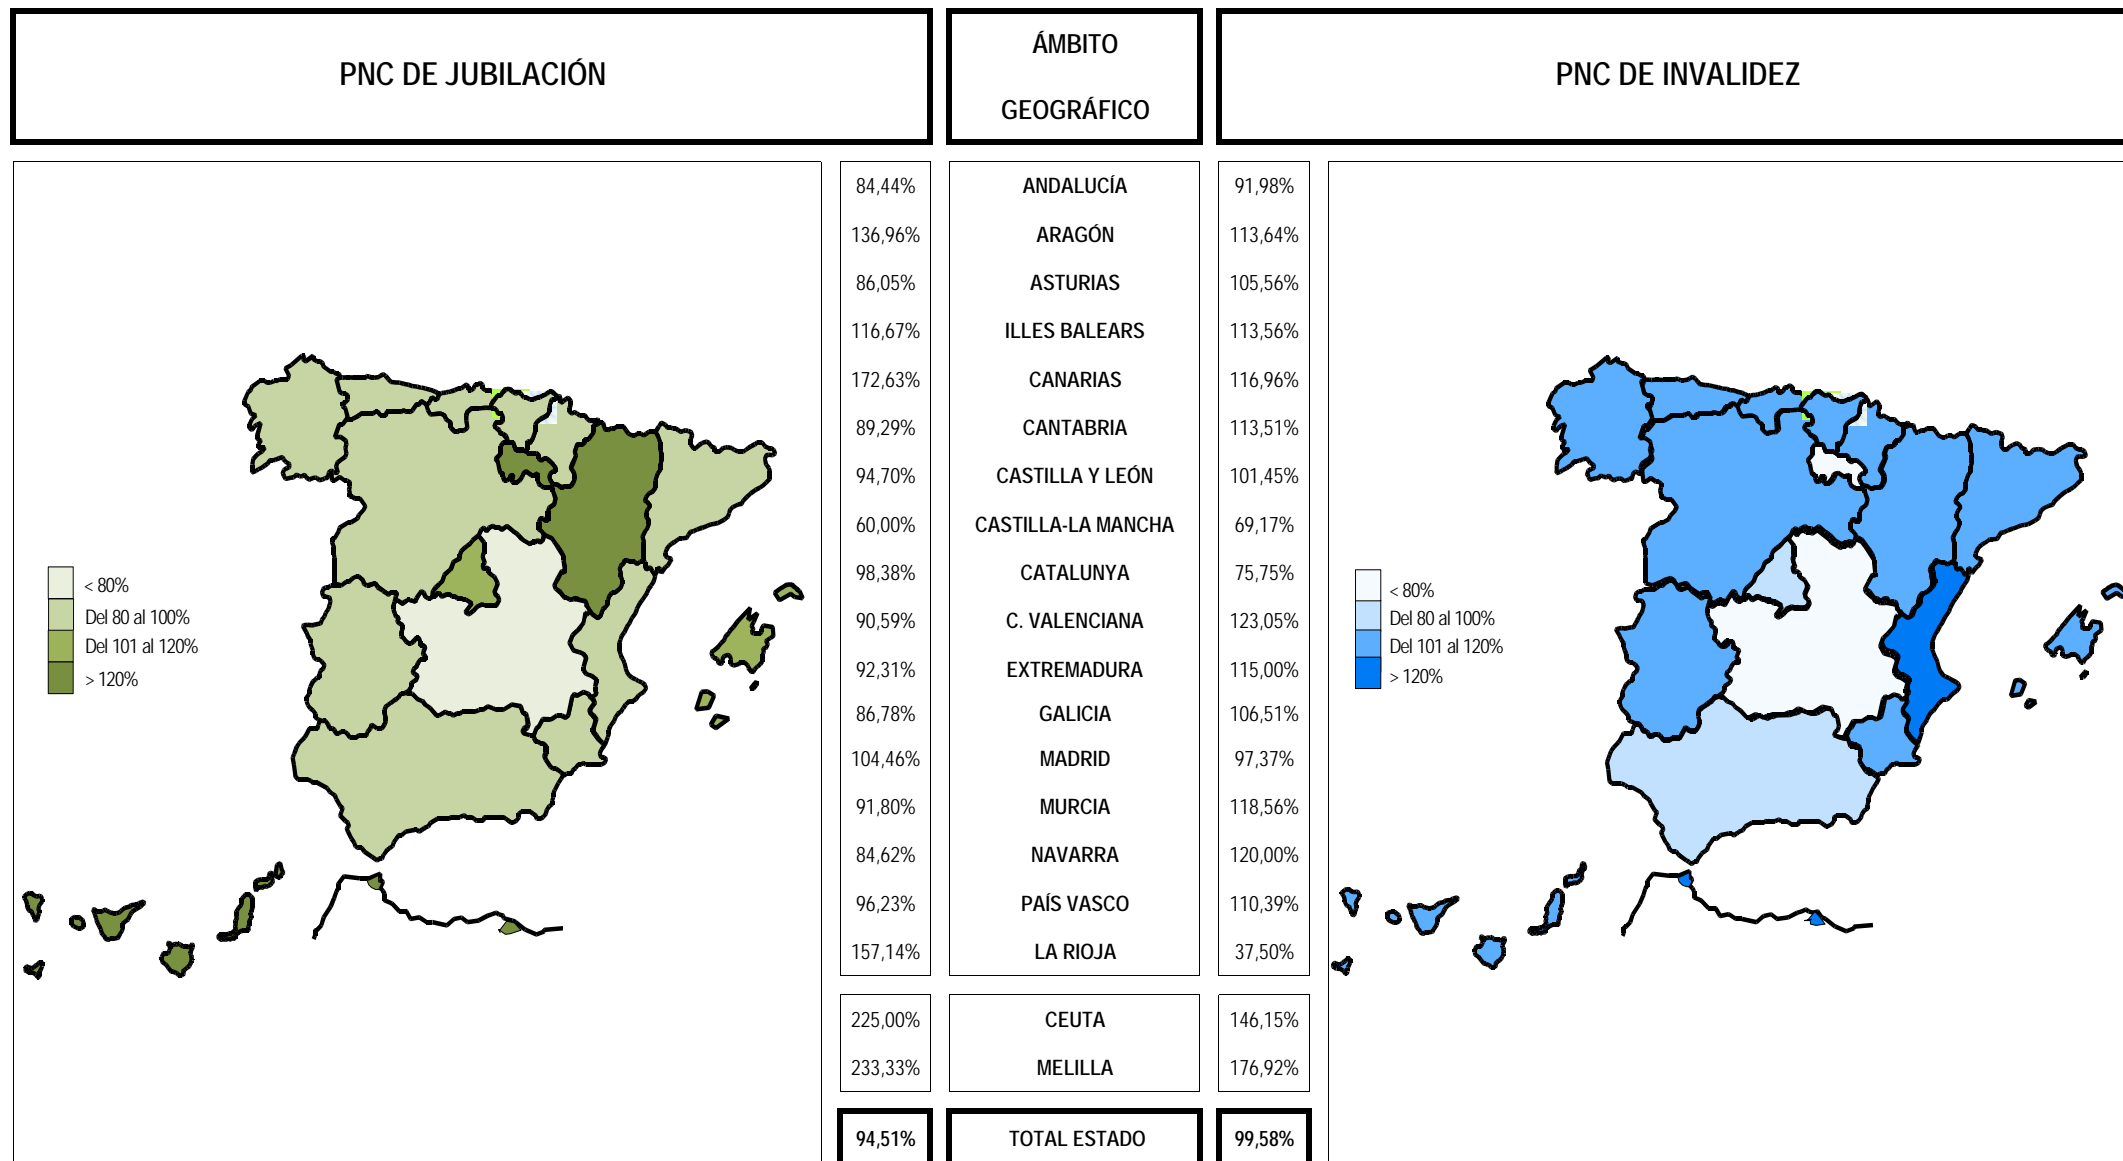 PNC DE JUBILACIÓN
ÁMBITO
GEOGRÁFICO
PNC DE INVALIDEZ
84,44% ANDALUCÍA 91,98%
136,96% ARAGÓN 113,64%
86,05% ASTURIAS 105,56%
116,67% ILLES BALEARS 113,56%
172,63% CANARIAS 116,96%
89,29% CANTABRIA 113,51%
94,70% CASTILLA Y LEÓN 101,45%
60,00% CASTILLA-LA MANCHA 69,17%
98,38% CATALUNYA 75,75%
90,59% C. VALENCIANA 123,05%
92,31% EXTREMADURA 115,00%
86,78% GALICIA 106,51%
104,46% MADRID 97,37%
91,80% MURCIA 118,56%
84,62% NAVARRA 120,00%
96,23% PAÍS VASCO 110,39%
157,14% LA RIOJA 37,50%
225,00% CEUTA 146,15%
233,33% MELILLA 176,92%
94,51% TOTAL ESTADO 99,58%
< 80%
Del 80 al 100%
Del 101 al 120%
> 120%
< 80%
Del 80 al 100%
Del 101 al 120%
> 120%